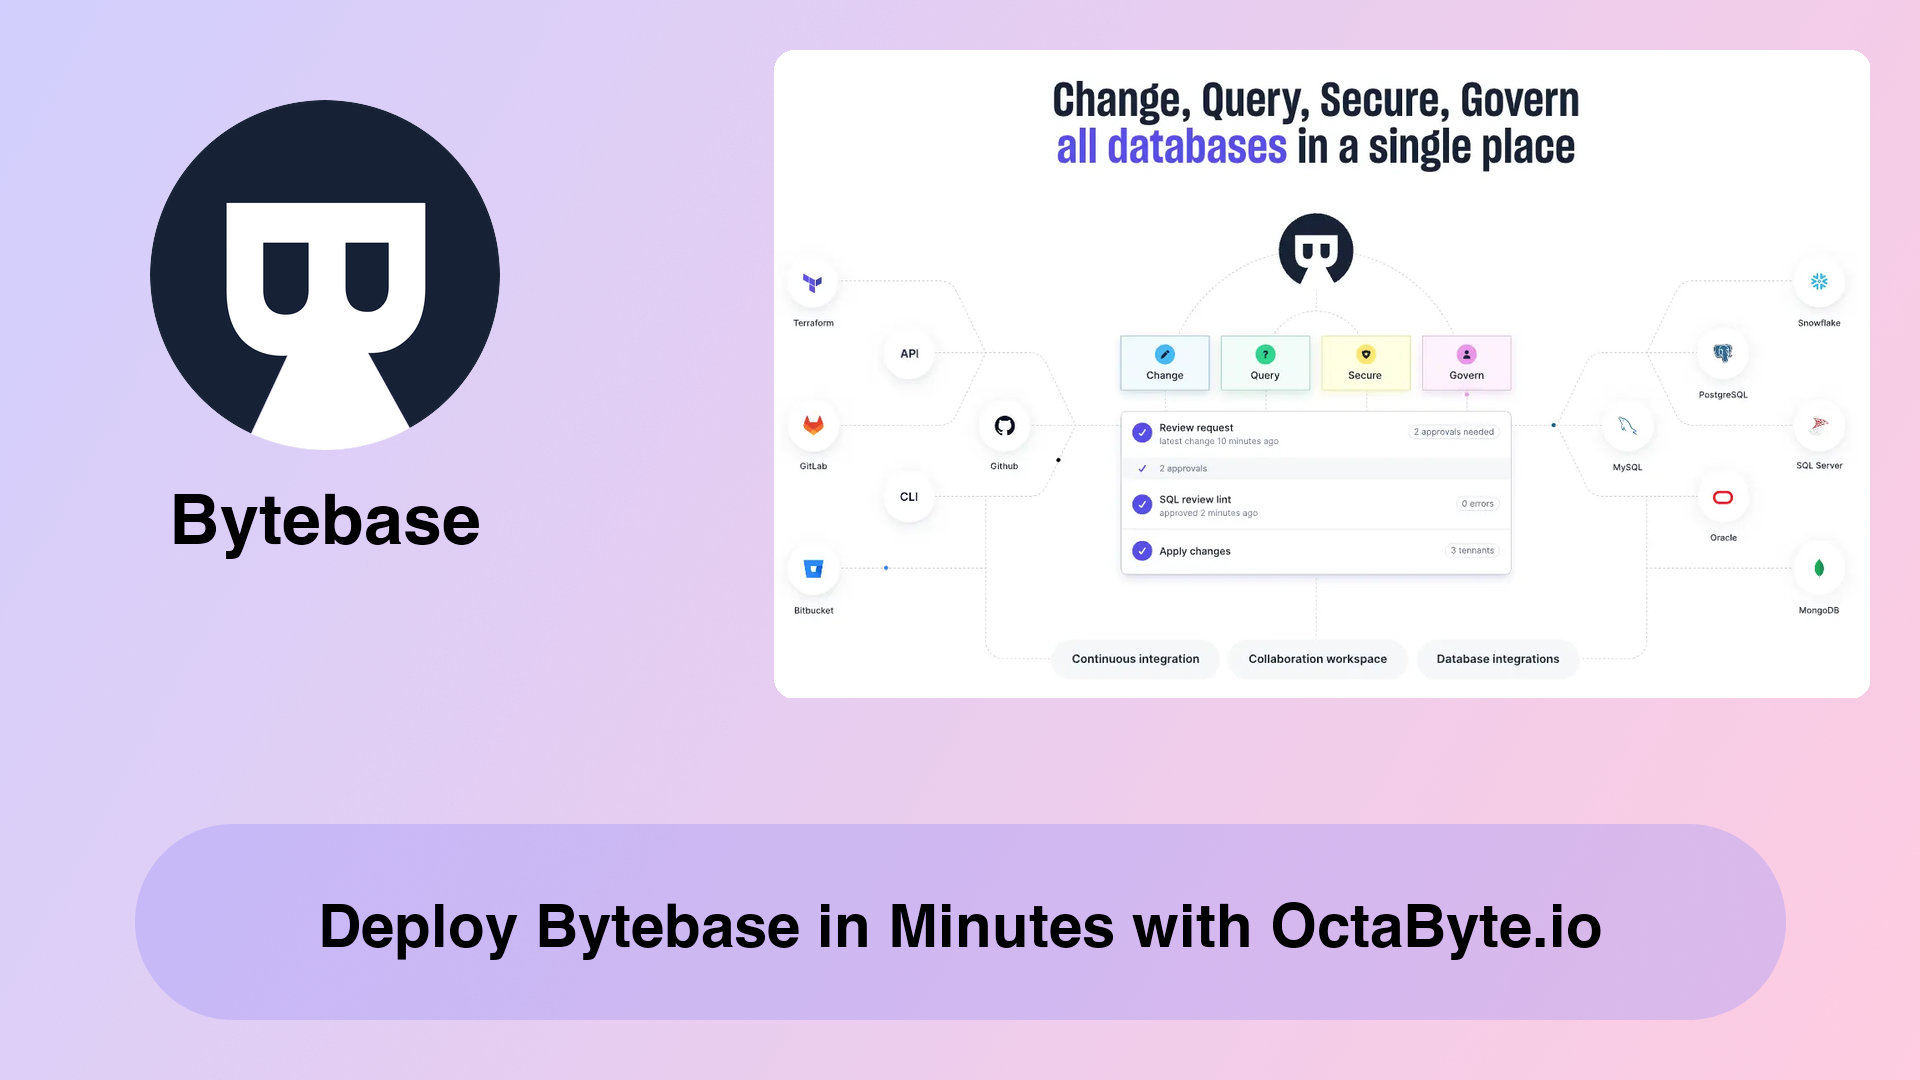 Bytebase
Change, Query, Secure, Govern
all databases in a single place
Terraform
API
GitLab
Github
CLI
Bitbucket
Change
Query
Secure
Govern
Review request
latest change 10 minutes ago
2 approvals needed
2 approvals
SQL review lint
approved 2 minutes ago
0 errors
Apply changes
3 tennants
Snowflake
PostgreSQL
MySQL
SQL Server
Oracle
MongoDB
Continuous integration
Collaboration workspace
Database integrations
Deploy Bytebase in Minutes with OctaByte.io